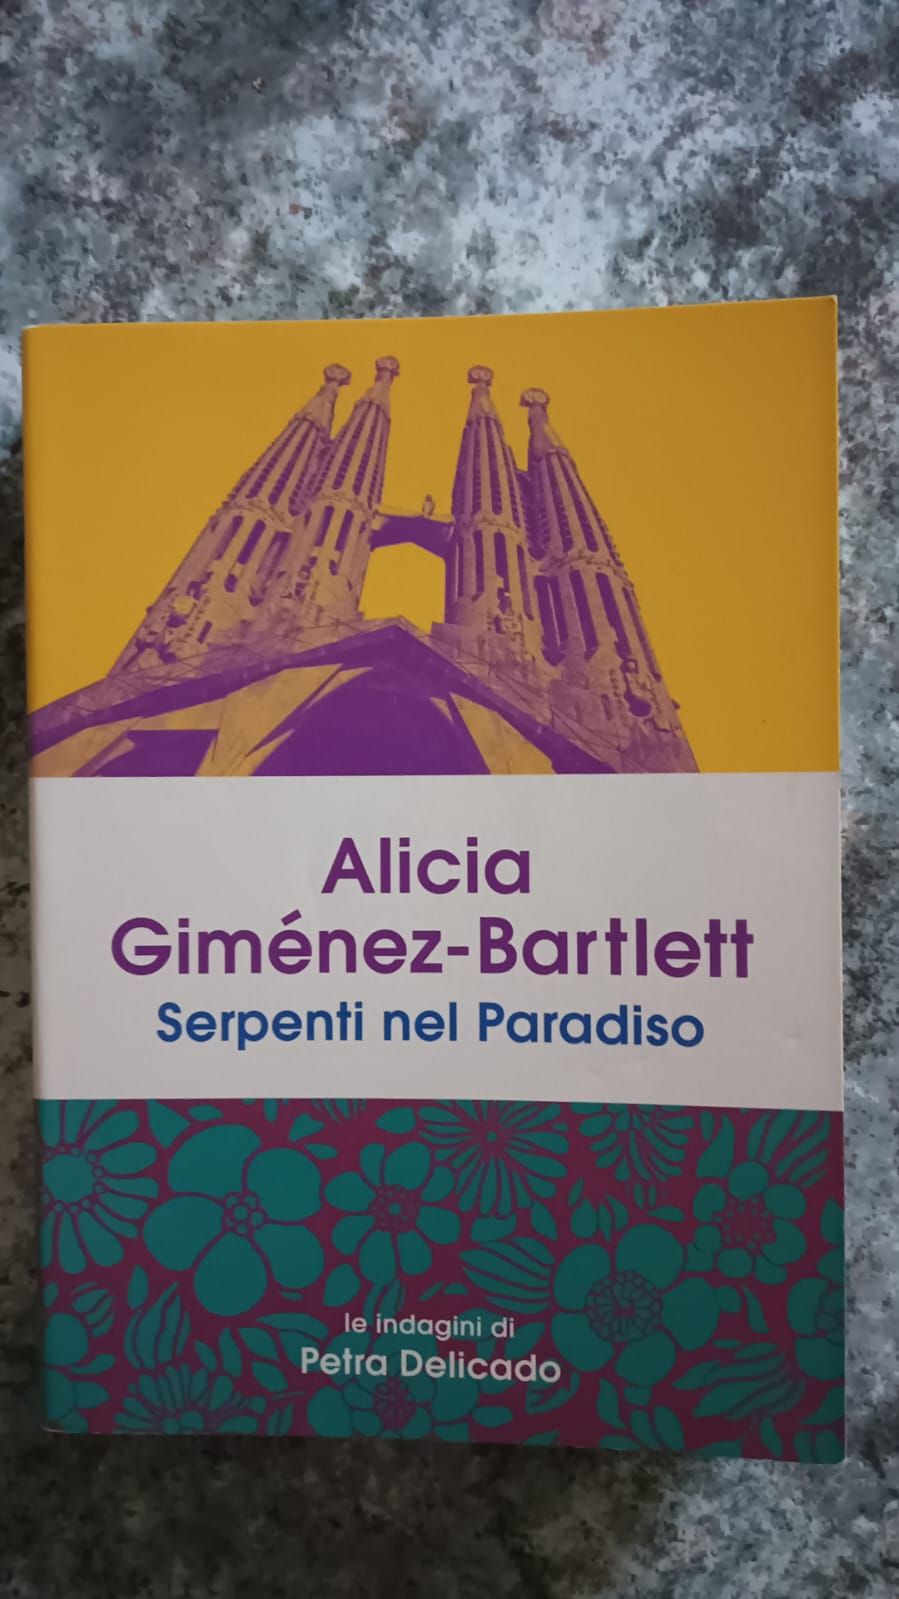 Alicia
Giménez-Bartlett
Serpenti nel Paradiso
le indagini di
Petra Delicado